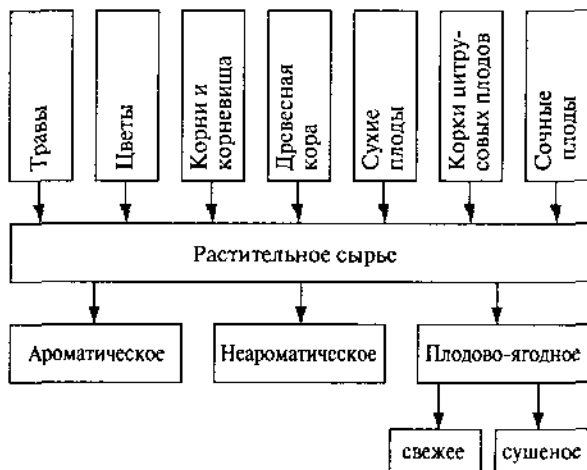 Травы
Цветы
Корни и
корневища
Древесная
кора
Сухие
плоды
Корки цитру-
совых плодов
Сочные
плоды
Растительное сырье
Ароматическое
Неароматическое
Плодово-ягодное
свежее
сушеное